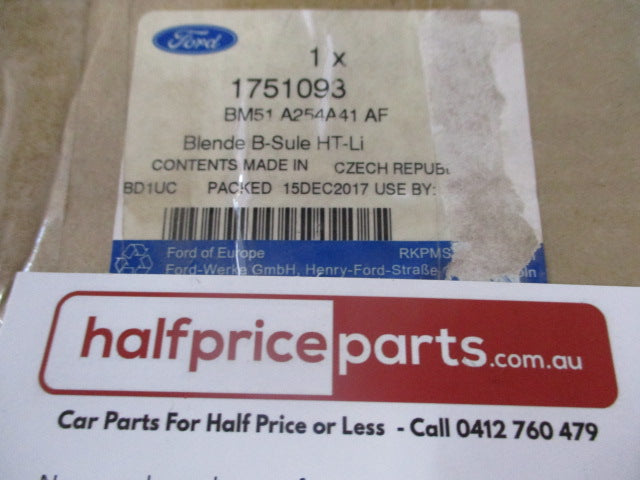 Ford
1 x
1751093
BM51 A254A41 AF
Blende B-Sule HT-Li
CONTENTS MADE IN CZECH REPUB
BD1UC PACKED 15DEC2017 USE BY:
Ford of Europe RKPMS
Ford-Werke GmbH, Henry-Ford-Straße
halfpriceparts.com.au
Car Parts For Half Price or Less - Call 0412 760 479